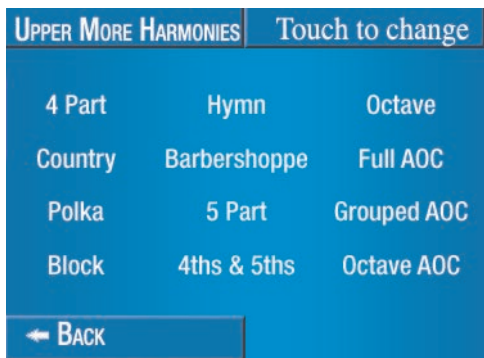 UPPER MORE HARMONIES Touch to change
4 Part Hymn Octave
Country Barbershoppe Full AOC
Polka 5 Part Grouped AOC
Block 4ths & 5ths Octave AOC
BACK